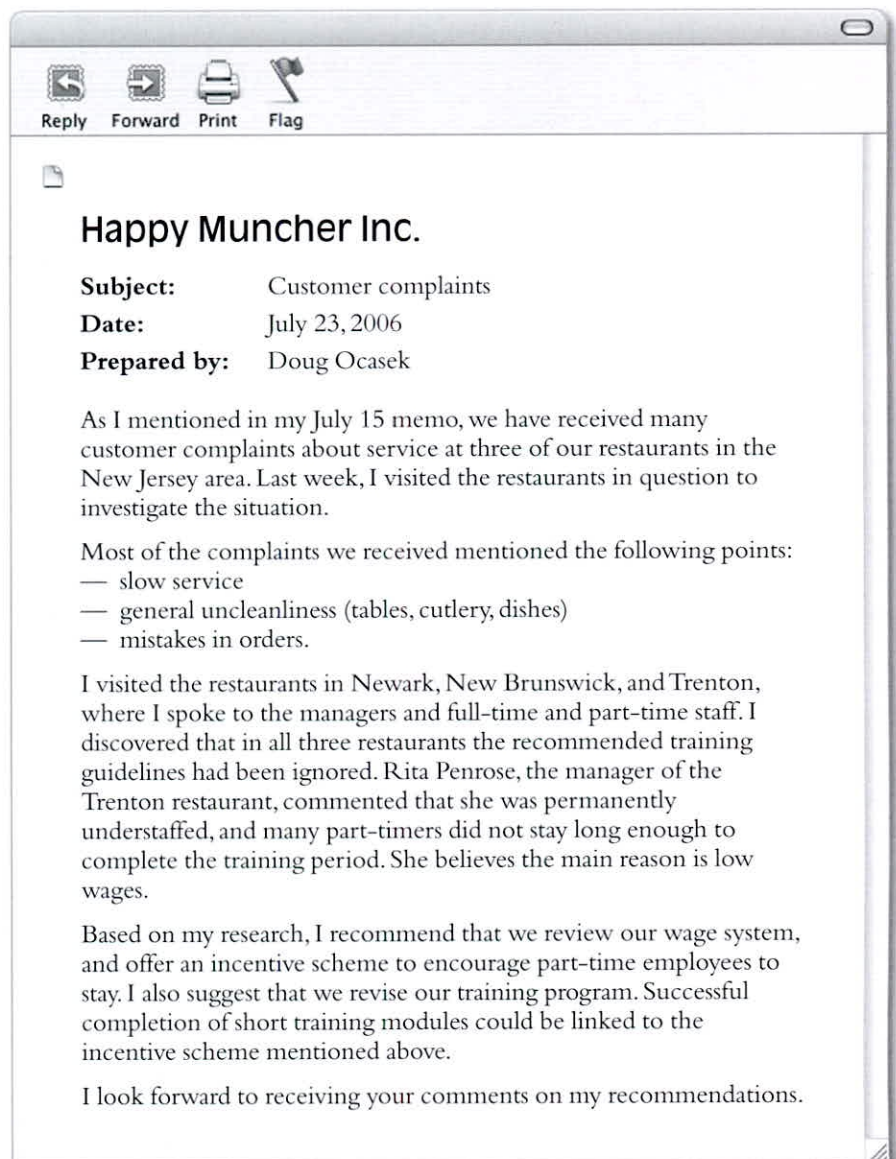 Reply Forward Print Flag
Happy Muncher Inc.
Subject: Customer complaints
Date: July 23, 2006
Prepared by: Doug Ocasek
As I mentioned in my July 15 memo, we have received many
customer complaints about service at three of our restaurants in the
New Jersey area. Last week, I visited the restaurants in question to
investigate the situation.
Most of the complaints we received mentioned the following points:
— slow service
— general uncleanliness (tables, cutlery, dishes)
— mistakes in orders.
I visited the restaurants in Newark, New Brunswick, and Trenton,
where I spoke to the managers and full-time and part-time staff. I
discovered that in all three restaurants the recommended training
guidelines had been ignored. Rita Penrose, the manager of the
Trenton restaurant, commented that she was permanently
understaffed, and many part-timers did not stay long enough to
complete the training period. She believes the main reason is low
wages.
Based on my research, I recommend that we review our wage system,
and offer an incentive scheme to encourage part-time employees to
stay. I also suggest that we revise our training program. Successful
completion of short training modules could be linked to the
incentive scheme mentioned above.
I look forward to receiving your comments on my recommendations.